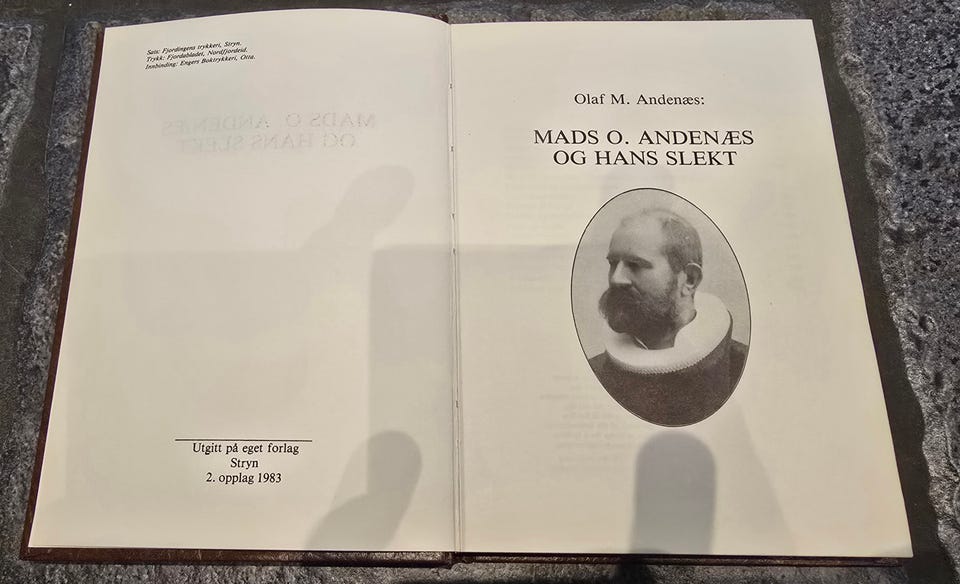 Sats: Fjordingens trykkeri, Stryn.
Trykk: Fjordabladet, Nordfjordeid.
Innbinding: Engers Boktrykkeri, Otta.
Utgitt på eget forlag
Stryn
2. opplag 1983
Olaf M. Andenæs:
MADS O. ANDENÆS
OG HANS SLEKT